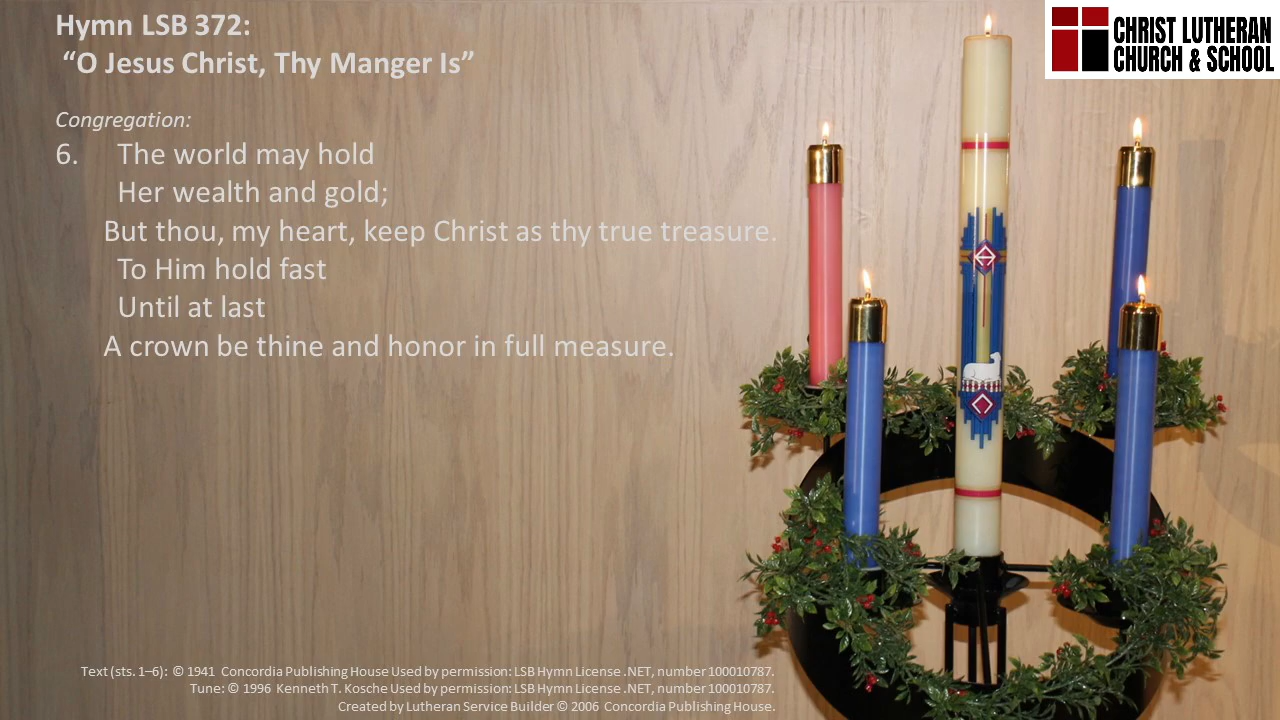 Hymn LSB 372:
“O Jesus Christ, Thy Manger Is”
CHRIST LUTHERAN
CHURCH & SCHOOL
Congregation:
6. The world may hold
Her wealth and gold;
But thou, my heart, keep Christ as thy true treasure.
To Him hold fast
Until at last
A crown be thine and honor in full measure.
Text (sts. 1–6): © 1941 Concordia Publishing House Used by permission: LSB Hymn License .NET, number 100010787.
Tune: © 1996 Kenneth T. Kosche Used by permission: LSB Hymn License .NET, number 100010787.
Created by Lutheran Service Builder © 2006 Concordia Publishing House.